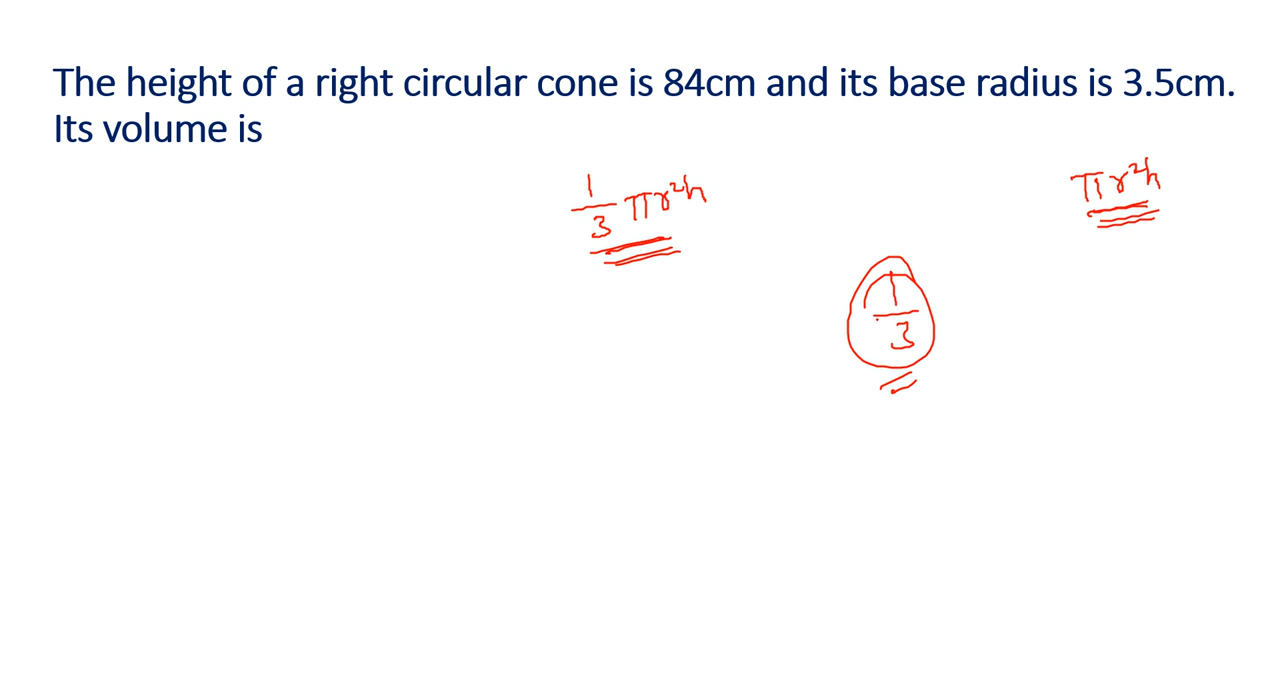 The height of a right circular cone is 84cm and its base radius is 3.5cm.
Its volume is
1/3 πr²h
πr²h
1/3